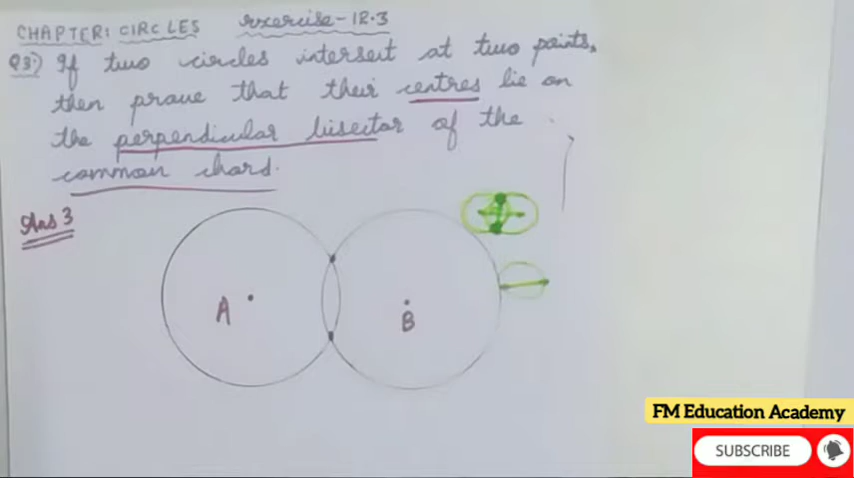 CHAPTER: CIRCLES exercise-12.3
Q3:) If two circles intersect at two points,
then prove that their centres lie on
the perpendicular bisector of the
common chord.
Ans 3
A
B
FM Education Academy
SUBSCRIBE